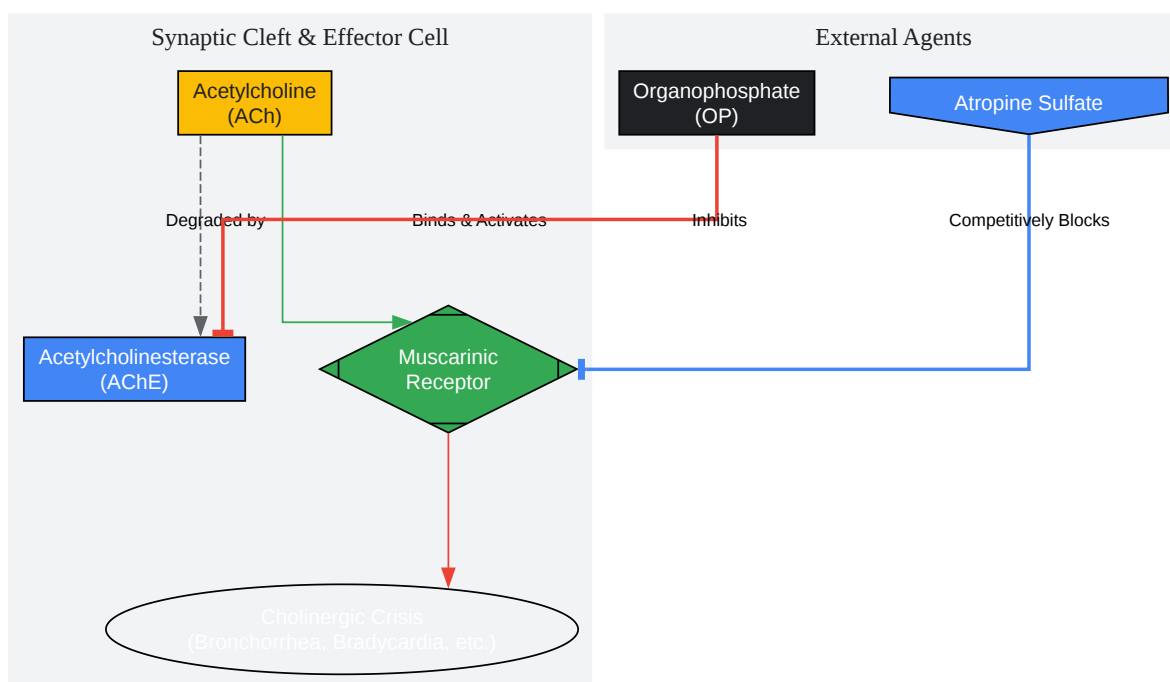 Synaptic Cleft & Effector Cell
External Agents
Acetylcholine
(ACh)
Organophosphate
(OP)
Atropine Sulfate
Degraded by
Binds & Activates
Inhibits
Competitively Blocks
Acetylcholinesterase
(AChE)
Muscarinic
Receptor
Cholinergic Crisis
(Bronchorrhea, Bradycardia, etc.)